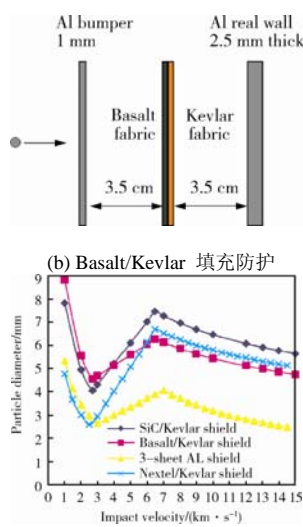 Al bumper
1 mm
Al real wall
2.5 mm thick
Basalt
fabric
Kevlar
fabric
3.5 cm
3.5 cm
(b) Basalt/Kevlar 填充防护
Particle diameter/mm
9
8
7
6
5
4
3
2
1
0
SiC/Kevlar shield
Basalt/Kevlar shield
3-sheet AL shield
Nextel/Kevlar shield
0 1 2 3 4 5 6 7 8 9 10 11 12 13 14 15
Impact velocity/(km · s⁻¹)